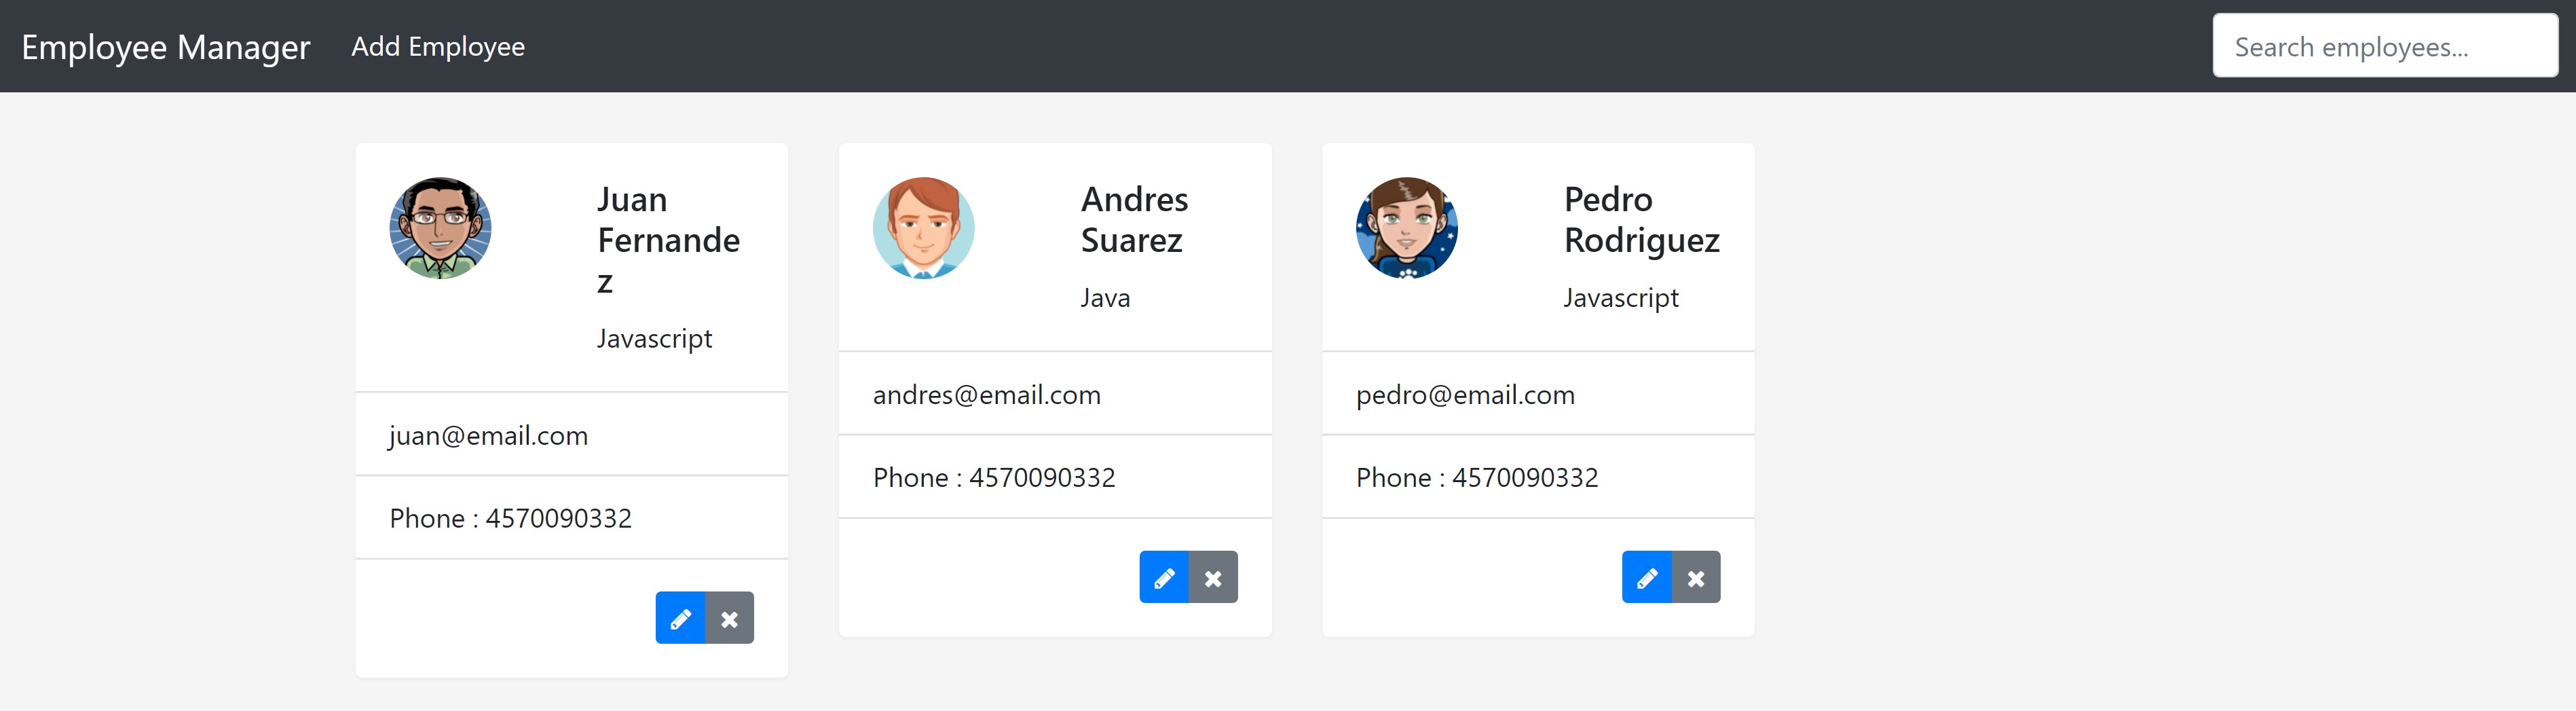 Employee Manager
Add Employee
Search employees...
Juan
Fernande
z
Javascript
juan@email.com
Phone : 4570090332
Andres
Suarez
Java
andres@email.com
Phone : 4570090332
Pedro
Rodriguez
Javascript
pedro@email.com
Phone : 4570090332